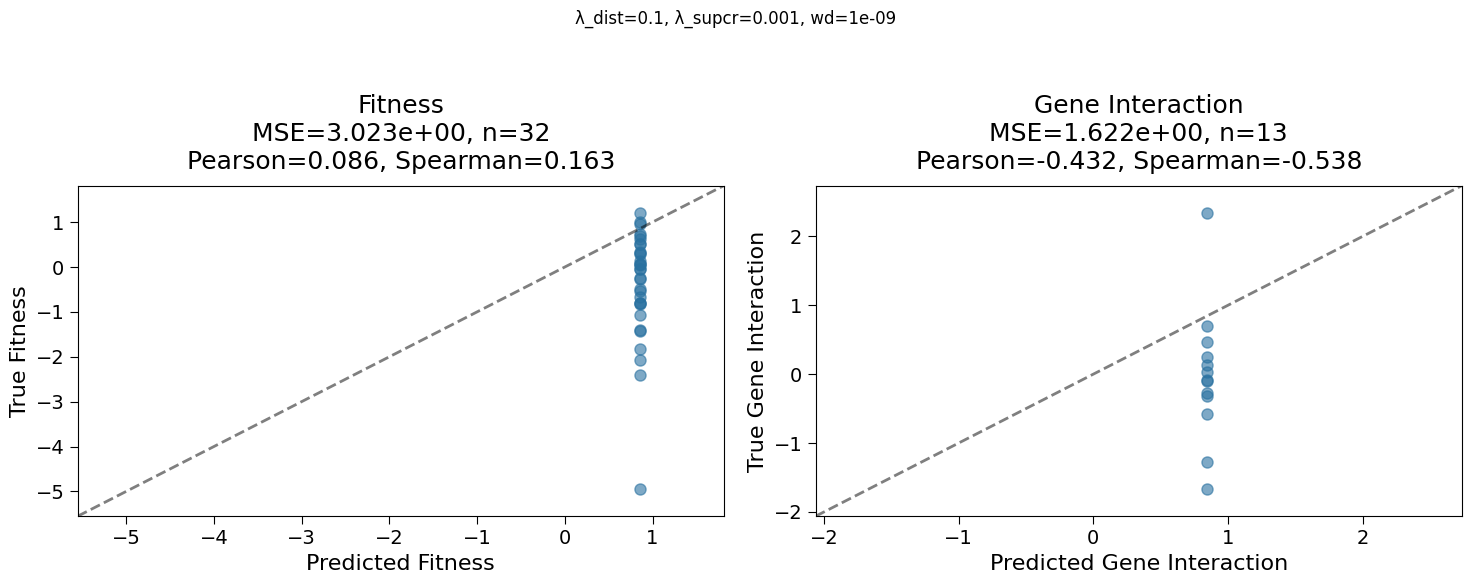 λ_dist=0.1, λ_supcr=0.001, wd=1e-09
Fitness
MSE=3.023e+00, n=32
Pearson=0.086, Spearman=0.163
True Fitness
1
0
−1
−2
−3
−4
−5
−5
−4
−3
−2
−1
0
1
Predicted Fitness
Gene Interaction
MSE=1.622e+00, n=13
Pearson=-0.432, Spearman=-0.538
True Gene Interaction
2
1
0
−1
−2
−2
−1
0
1
2
Predicted Gene Interaction